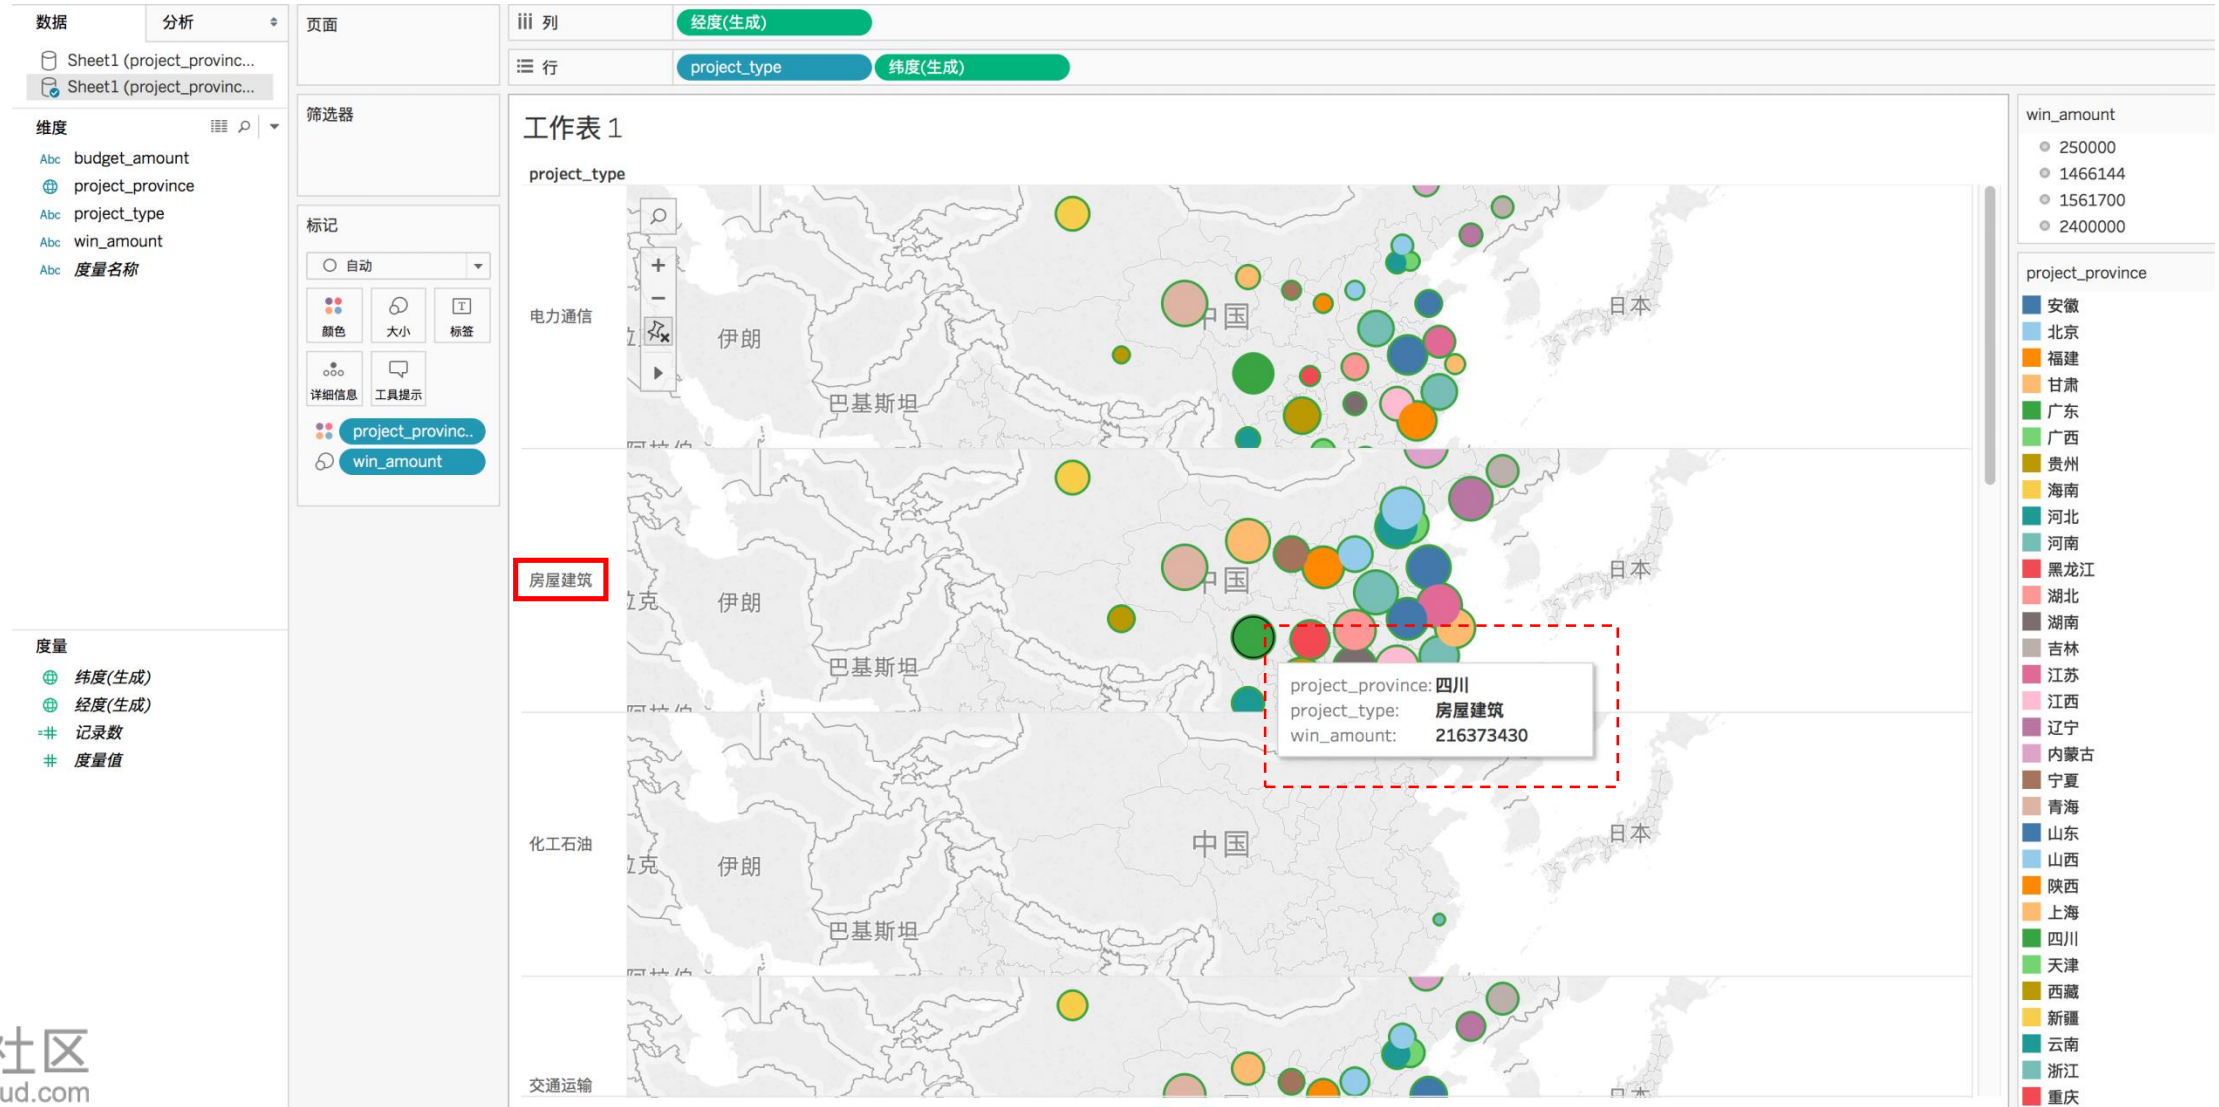 数据
分析
Sheet1 (project_provinc...
Sheet1 (project_provinc...
维度
Abc budget_amount
project_province
Abc project_type
Abc win_amount
Abc 度量名称
度量
纬度(生成)
经度(生成)
记录数
度量值
社区
ud.com
页面
筛选器
标记
自动
颜色
大小
标签
详细信息
工具提示
project_provinc..
win_amount
列
经度(生成)
行
project_type
纬度(生成)
工作表 1
project_type
电力通信
伊朗
巴基斯坦
中国
日本
房屋建筑
拉克
伊朗
巴基斯坦
中国
日本
阿拉伯
project_province: 四川
project_type: 房屋建筑
win_amount: 216373430
化工石油
拉克
伊朗
巴基斯坦
中国
日本
交通运输
win_amount
250000
1466144
1561700
2400000
project_province
安徽
北京
福建
甘肃
广东
广西
贵州
海南
河北
河南
黑龙江
湖北
湖南
吉林
江苏
江西
辽宁
内蒙古
宁夏
青海
山东
山西
陕西
上海
四川
天津
西藏
新疆
云南
浙江
重庆